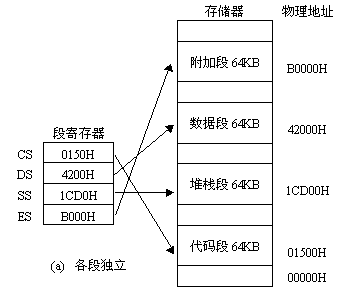 存储器 物理地址
附加段 64KB B0000H
数据段 64KB 42000H
段寄存器
CS 0150H
DS 4200H
SS 1CD0H
ES B000H
堆栈段 64KB 1CD00H
代码段 64KB 01500H
(a) 各段独立
00000H